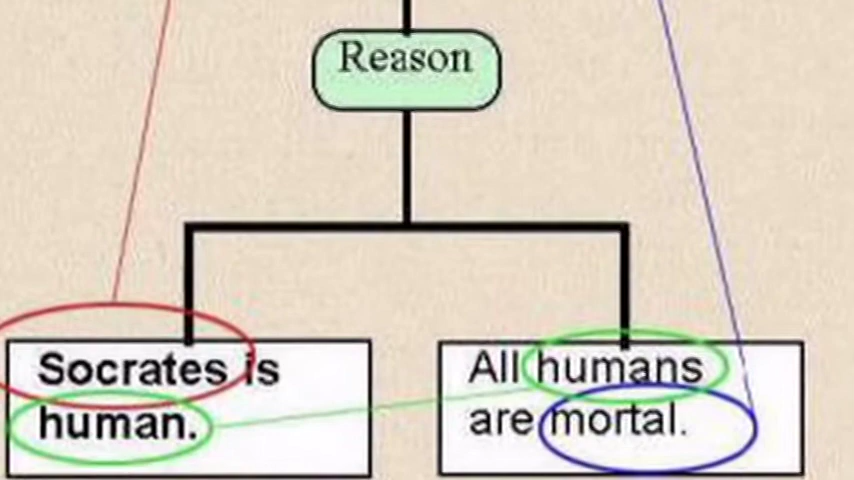 Reason
Socrates is
human.
All humans
are mortal.